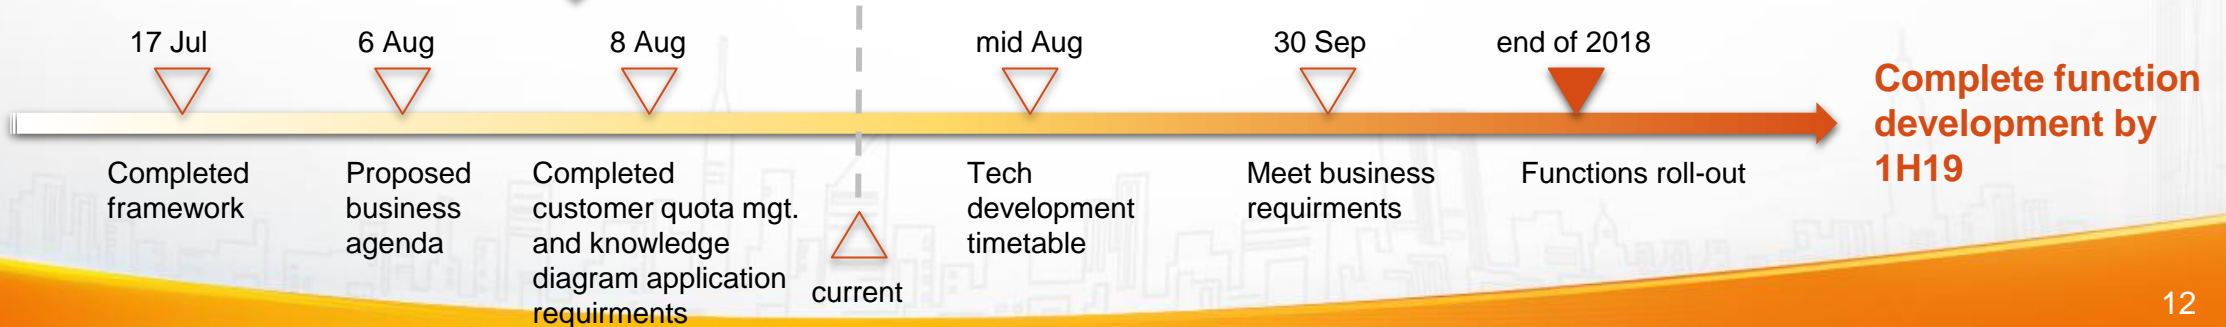 17 Jul
6 Aug
8 Aug
mid Aug
30 Sep
end of 2018
Complete function
development by
1H19
Completed
framework
Proposed
business
agenda
Completed
customer quota mgt.
and knowledge
diagram application
requirments
current
Tech
development
timetable
Meet business
requirments
Functions roll-out
12